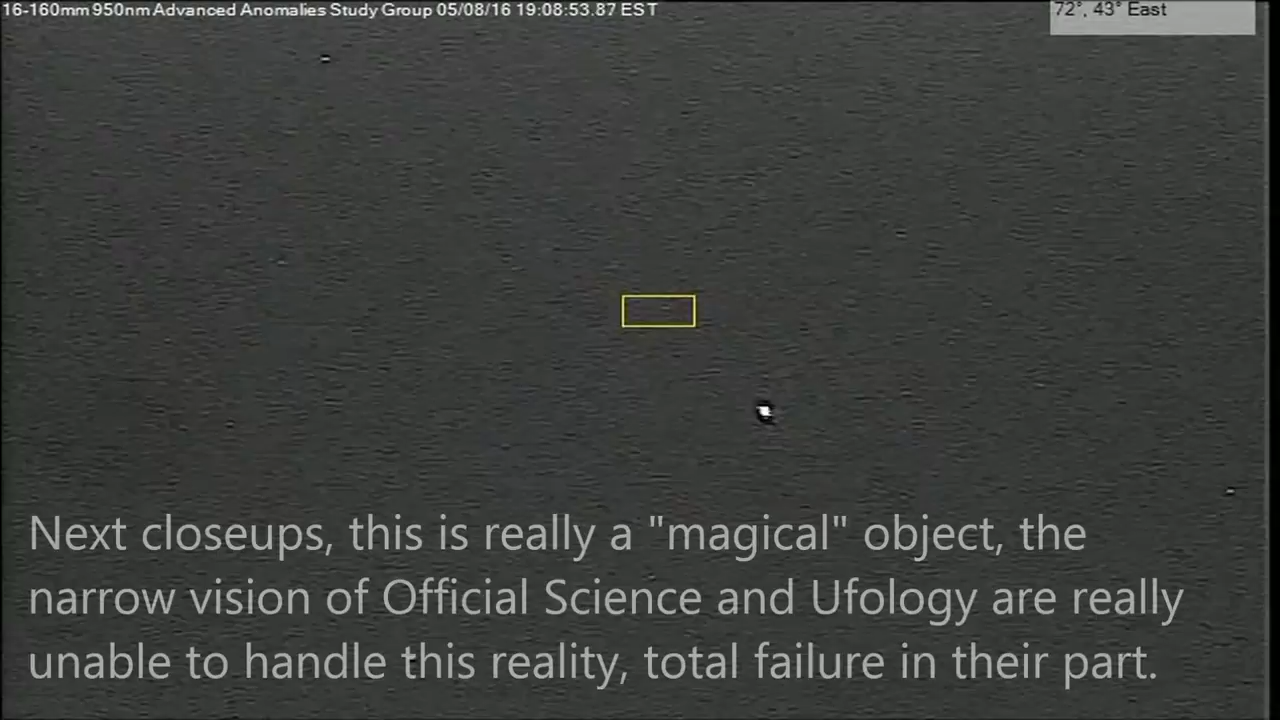 16-160mm 950nm Advanced Anomalies Study Group 05/08/16 19:08:53.87 EST
72°, 43° East
Next closeups, this is really a "magical" object, the
narrow vision of Official Science and Ufology are really
unable to handle this reality, total failure in their part.